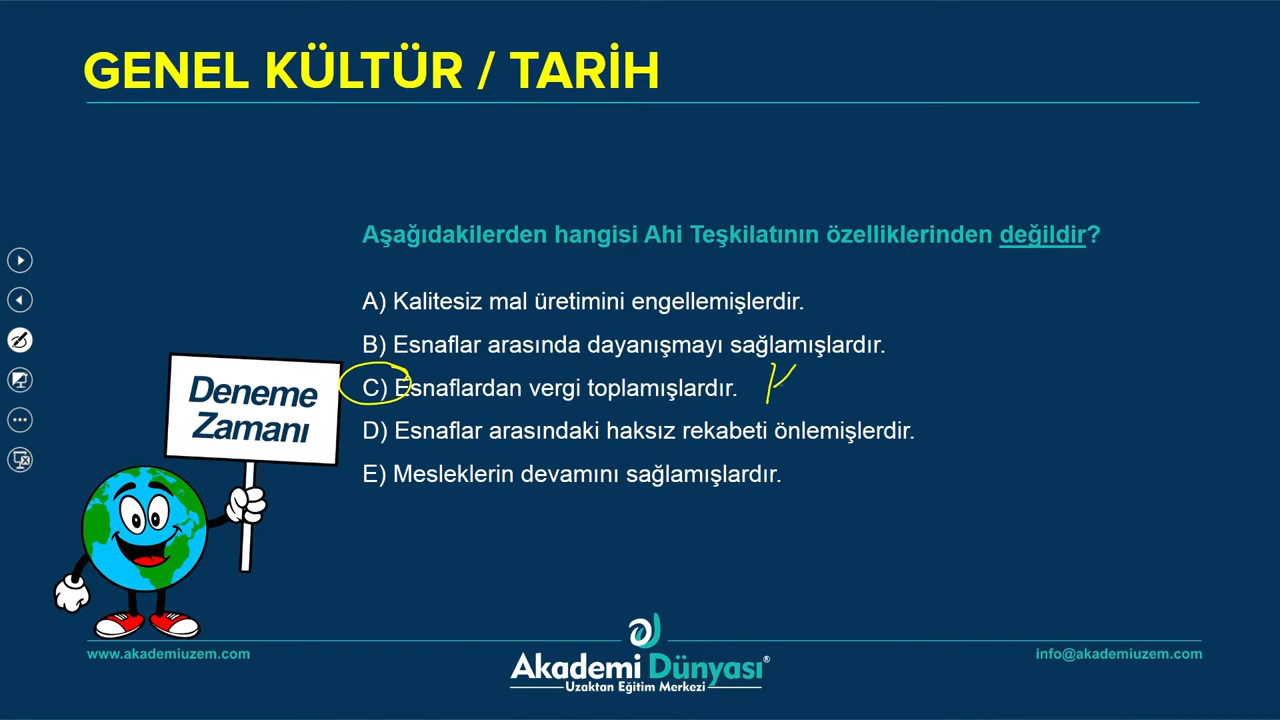 GENEL KÜLTÜR / TARİH
Aşağıdakilerden hangisi Ahi Teşkilatının özelliklerinden değildir?
A) Kalitesiz mal üretimini engellemişlerdir.
B) Esnaflar arasında dayanışmayı sağlamışlardır.
C) Esnaflardan vergi toplamışlardır.
D) Esnaflar arasındaki haksız rekabeti önlemişlerdir.
E) Mesleklerin devamını sağlamışlardır.
Deneme
Zamanı
www.akademiuzem.com
Akademi Dünyası®
Uzaktan Eğitim Merkezi
info@akademiuzem.com